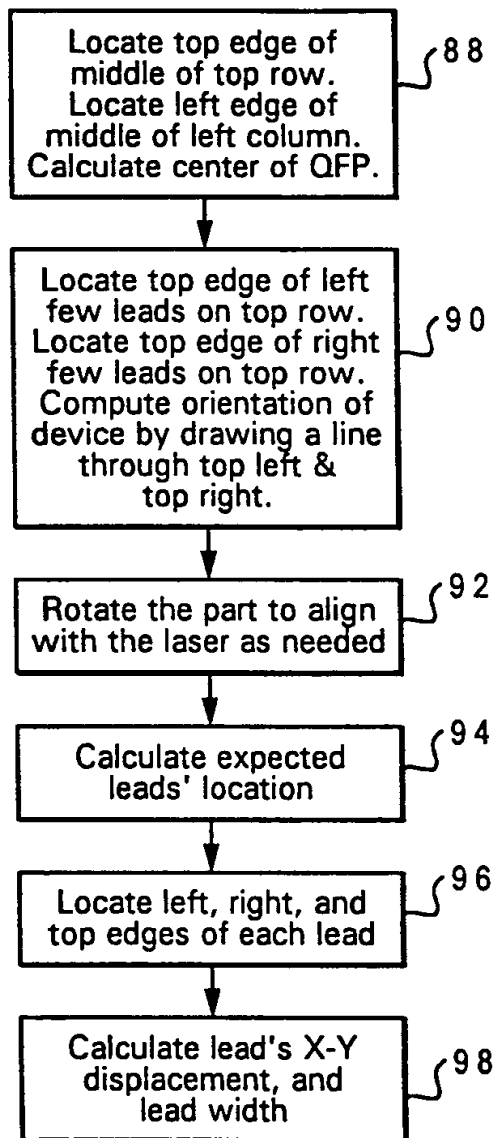 Locate top edge of
middle of top row.
Locate left edge of
middle of left column.
Calculate center of QFP.
88
Locate top edge of left
few leads on top row.
Locate top edge of right
few leads on top row.
Compute orientation of
device by drawing a line
through top left &
top right.
90
Rotate the part to align
with the laser as needed
92
Calculate expected
leads' location
94
Locate left, right, and
top edges of each lead
96
Calculate lead's X-Y
displacement, and
lead width
98